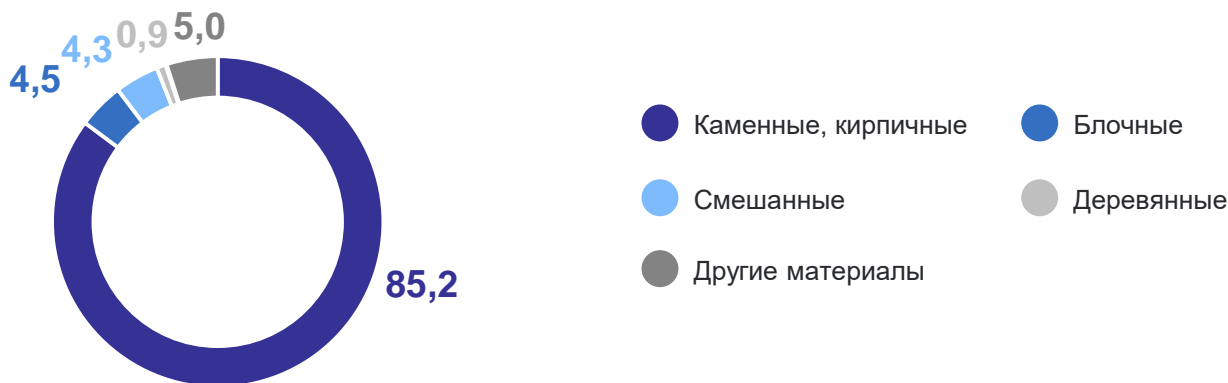 4,3 0,9 5,0
4,5
85,2
Каменные, кирпичные
Блочные
Смешанные
Деревянные
Другие материалы